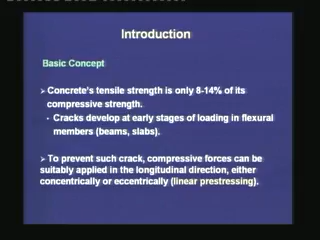 Introduction
Basic Concept
➢ Concrete's tensile strength is only 8-14% of its
compressive strength.
• Cracks develop at early stages of loading in flexural
members (beams, slabs).
➢ To prevent such crack, compressive forces can be
suitably applied in the longitudinal direction, either
concentrically or eccentrically (linear prestressing).